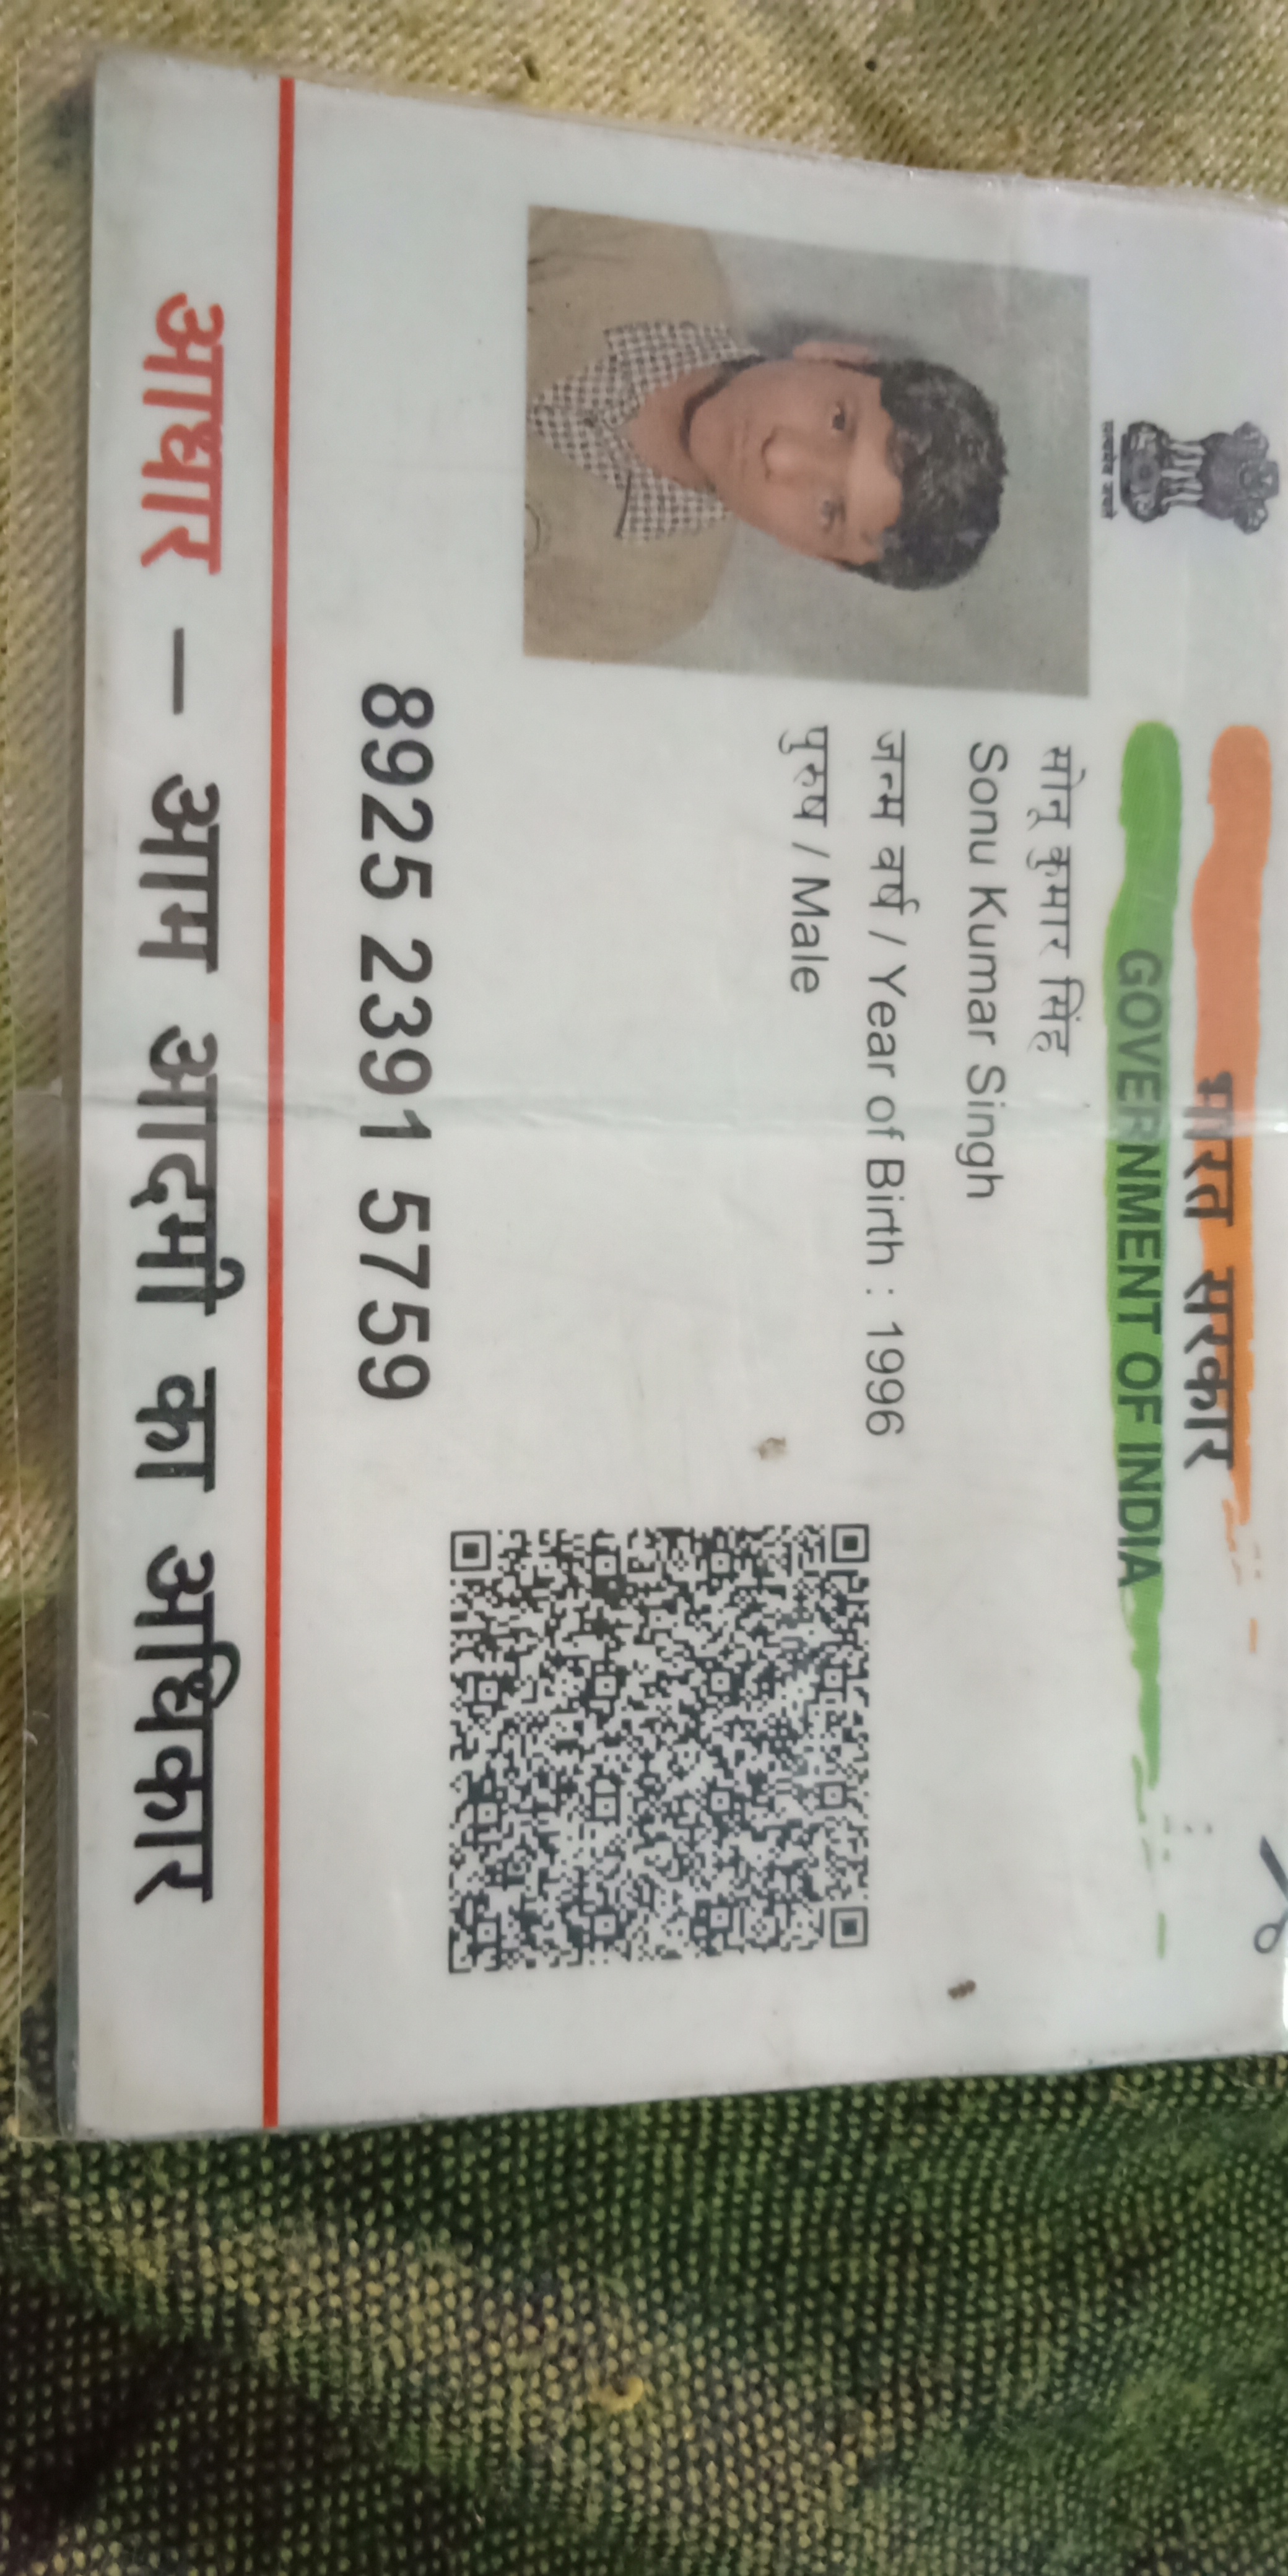 भारत सरकार
GOVERNMENT OF INDIA
सोनू कुमार सिंह
Sonu Kumar Singh
जन्म वर्ष / Year of Birth : 1996
पुरुष / Male
8925 2391 5759
आधार – आम आदमी का अधिकार